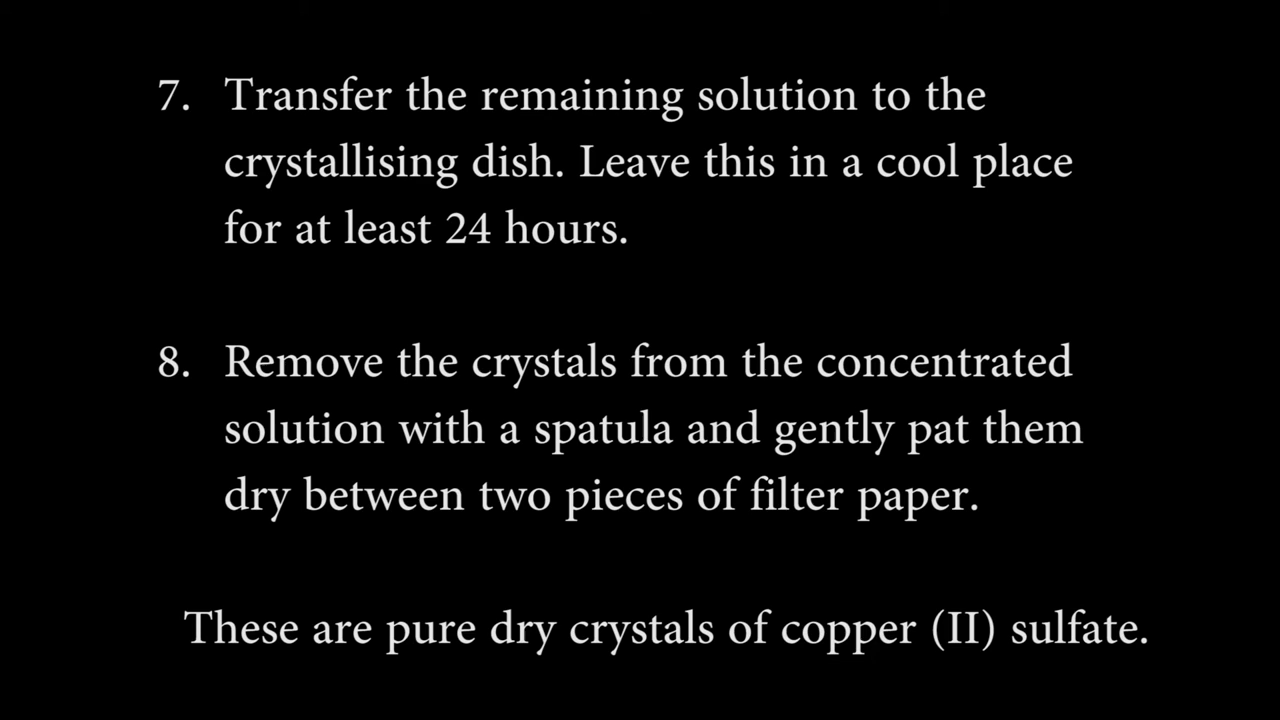 7. Transfer the remaining solution to the
crystallising dish. Leave this in a cool place
for at least 24 hours.
8. Remove the crystals from the concentrated
solution with a spatula and gently pat them
dry between two pieces of filter paper.
These are pure dry crystals of copper (II) sulfate.